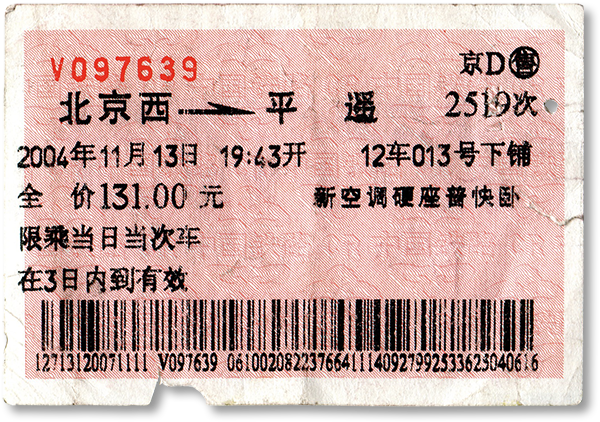 V097639 京D售
北京西→平遥 2519次
2004年11月13日 19:43开 12车013号下铺
全 价131.00 元 新空调硬座普快卧
限乘当日当次车
在3日内到有效
12713120071111 V097639 06100208223766411140927992533623040616